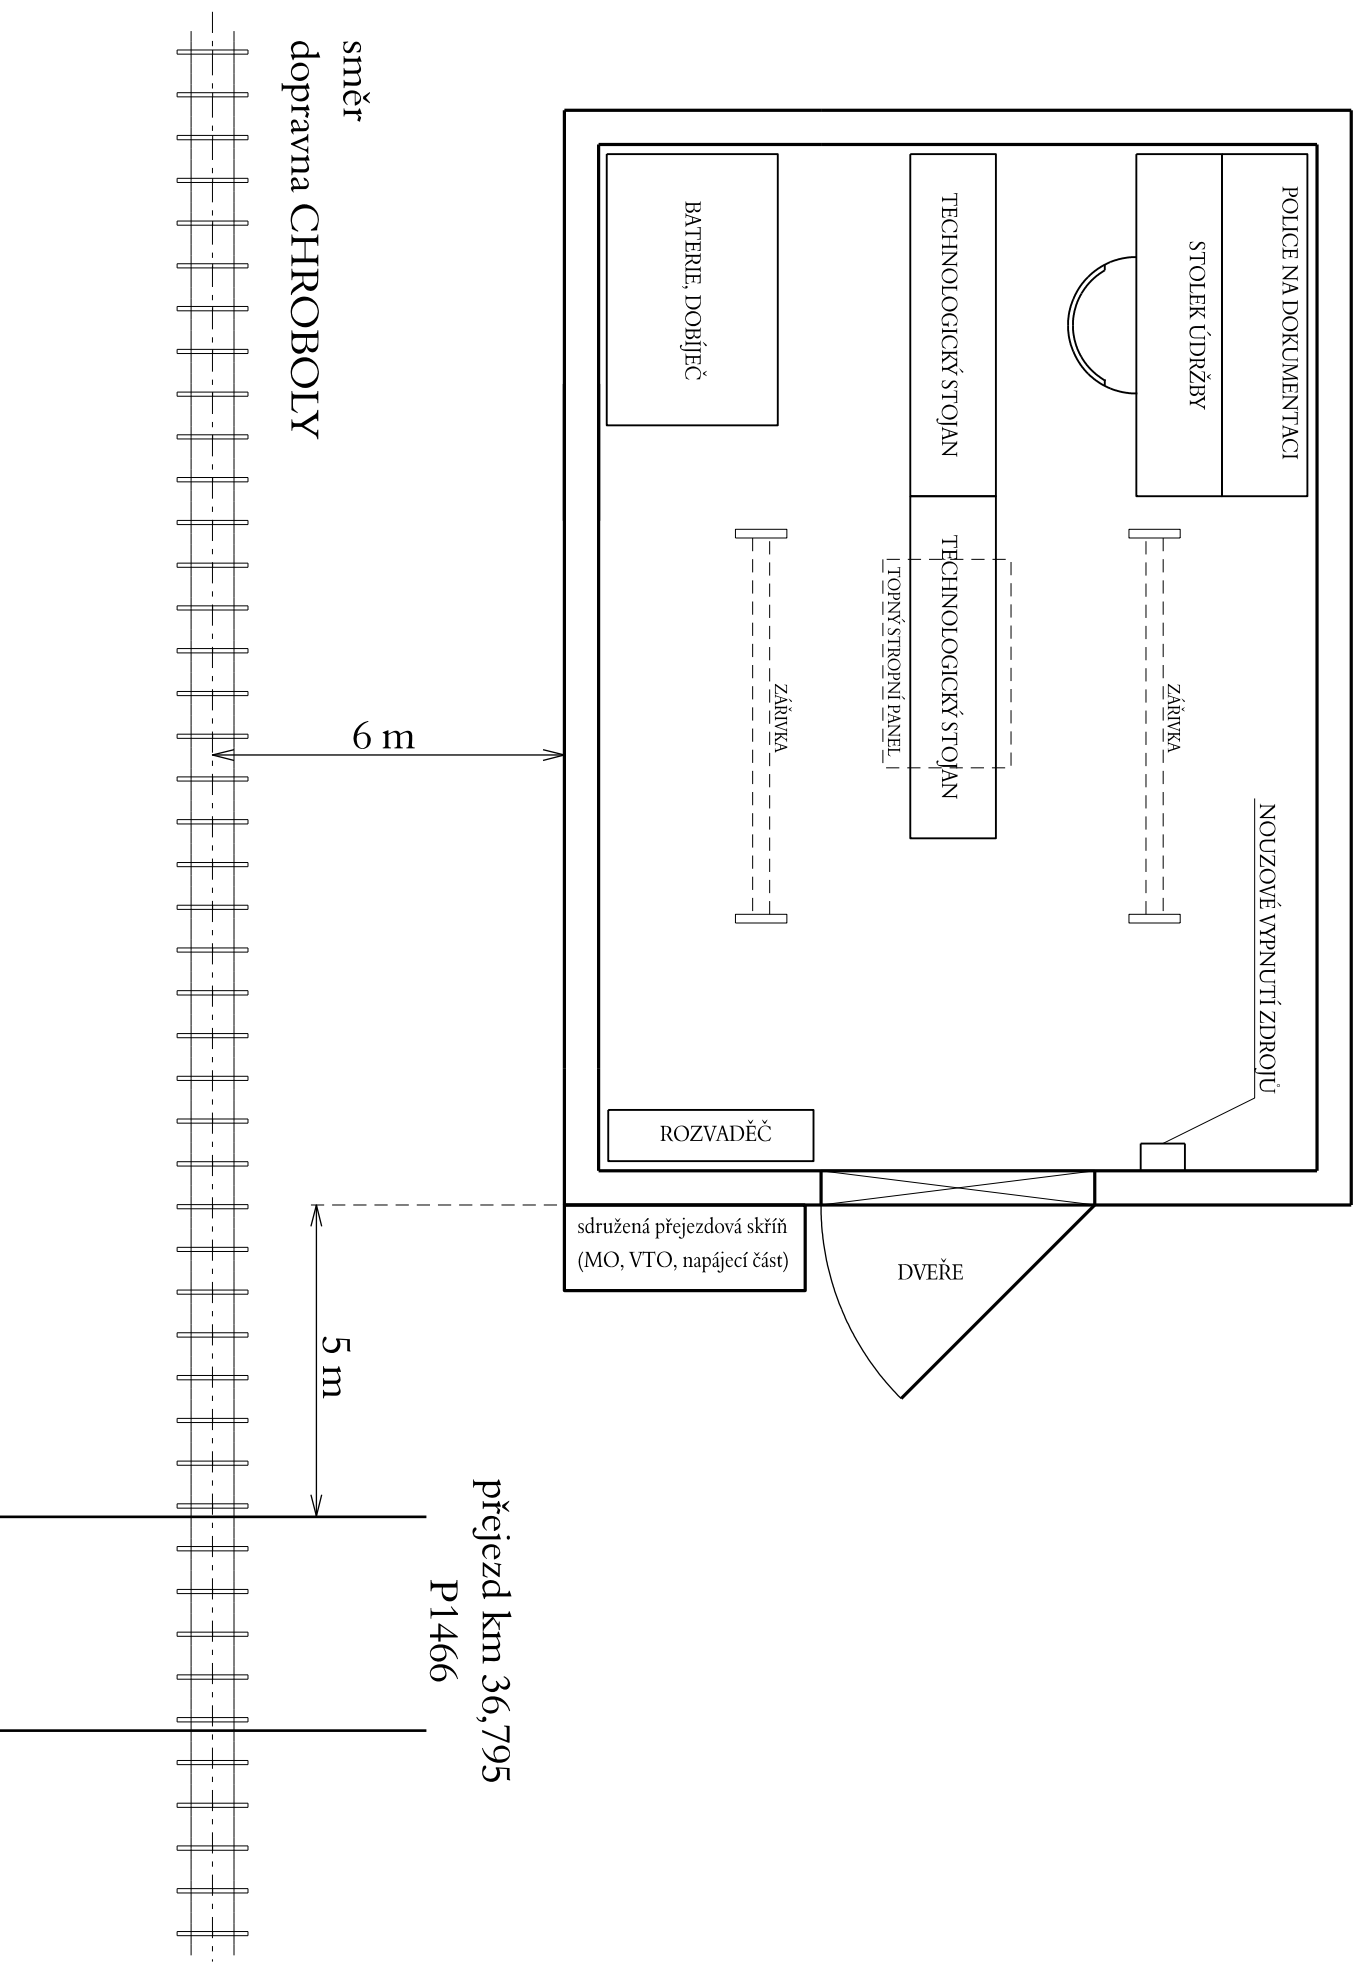 směr
dopravna CHROBOLY
POLICE NA DOKUMENTACI
STOLEK ÚDRŽBY
TECHNOLOGICKÝ STOJAN
BATERIE, DOBÍJEČ
ZÁŘIVKA
TECHNOLOGICKÝ STOJAN
TOPNÝ STROPNÍ PANEL
ZÁŘIVKA
6 m
NOUZOVÉ VYPNUTÍ ZDROJŮ
ROZVADĚČ
sdružená přejezdová skříň
(MO, VTO, napájecí část)
DVEŘE
5 m
přejezd km 36,795
P1466